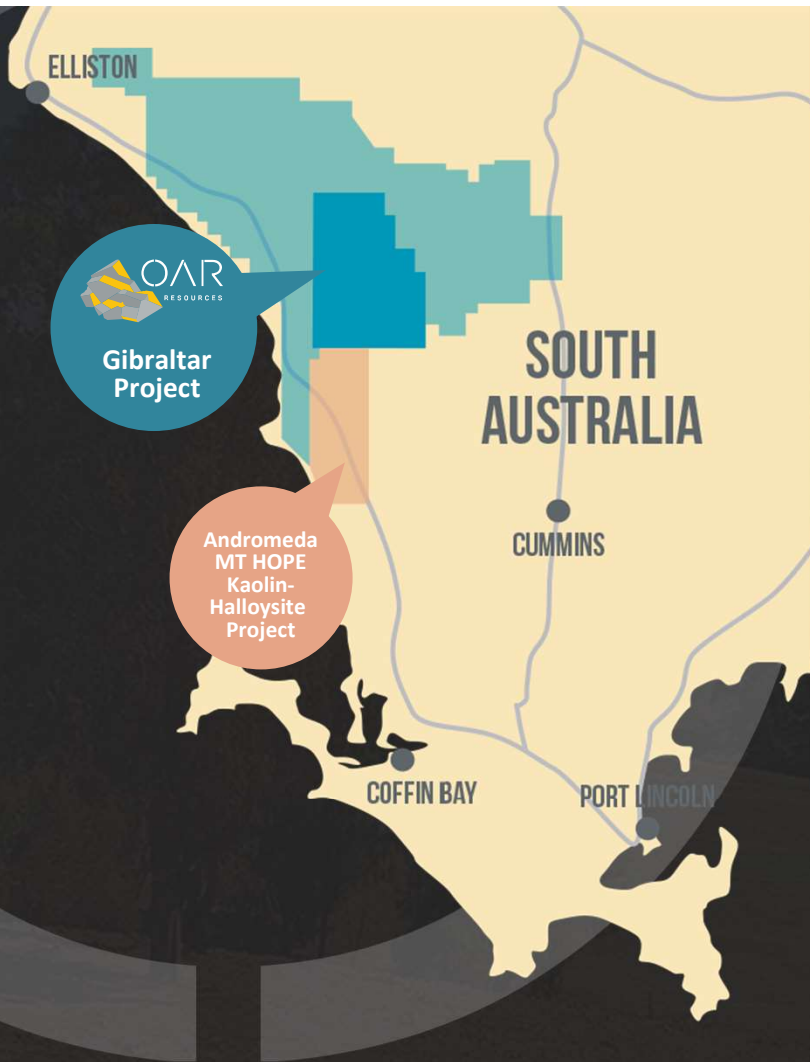 ELLISTON
OAR
RESOURCES
Gibraltar
Project
SOUTH
AUSTRALIA
Andromeda
MT HOPE
Kaolin-
Halloysite
Project
CUMMINS
COFFIN BAY
PORT LINCOLN